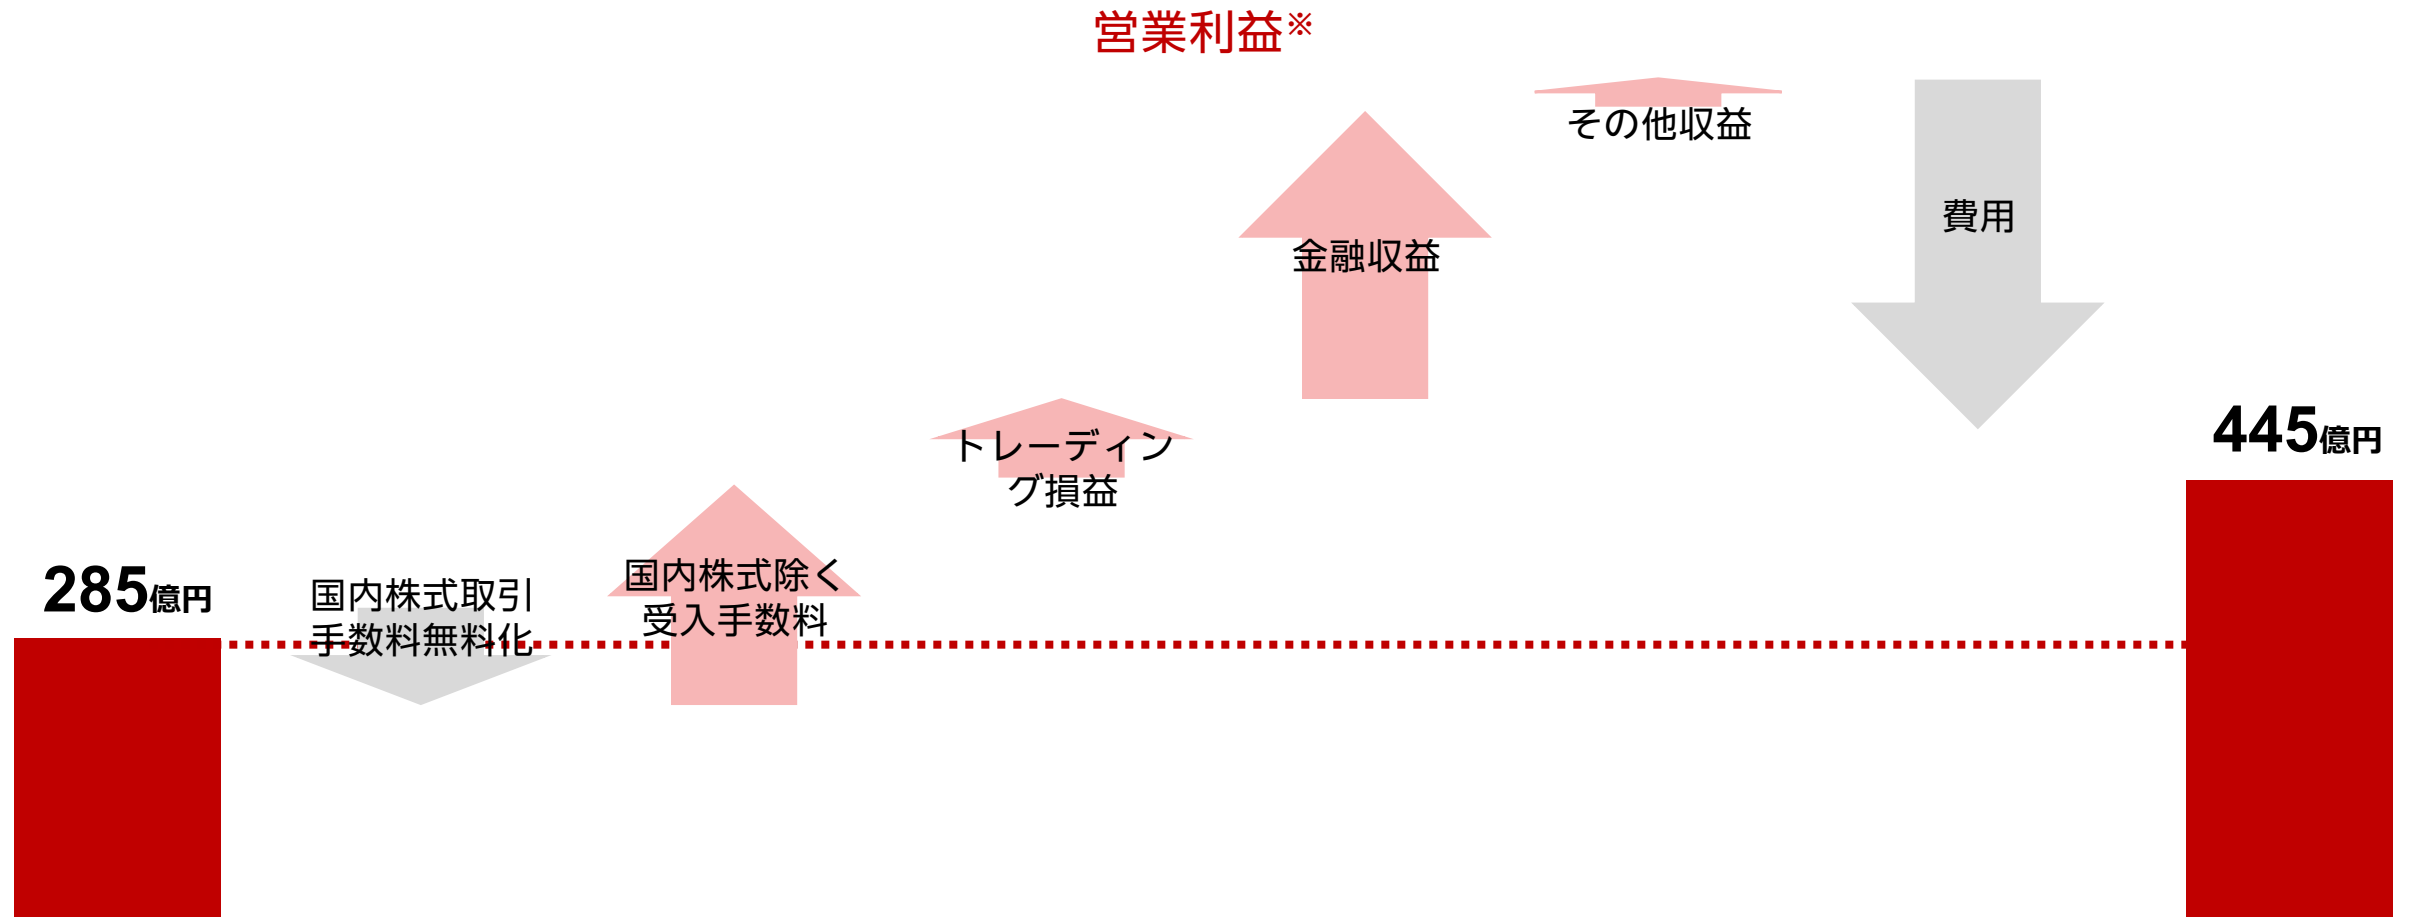 営業利益※
285億円
国内株式取引
手数料無料化
国内株式除く
受入手数料
トレーディン
グ損益
金融収益
その他収益
費用
445億円